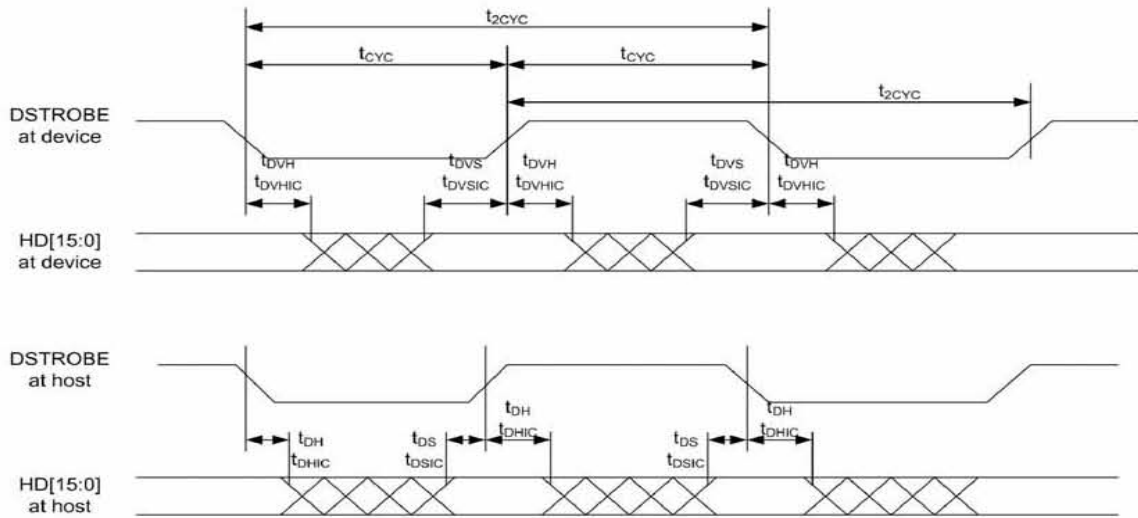 t2CYC
tCYC tCYC
t2CYC
DSTROBE
at device
tDVH tDVS tDVH tDVS tDVH
tDVHIC tDVSIC tDVHIC tDVSIC tDVHIC
HD[15:0]
at device
DSTROBE
at host
tDH tDH
tDH tDS tDHIC tDS tDHIC
tDHIC tDSIC tDSIC
HD[15:0]
at host